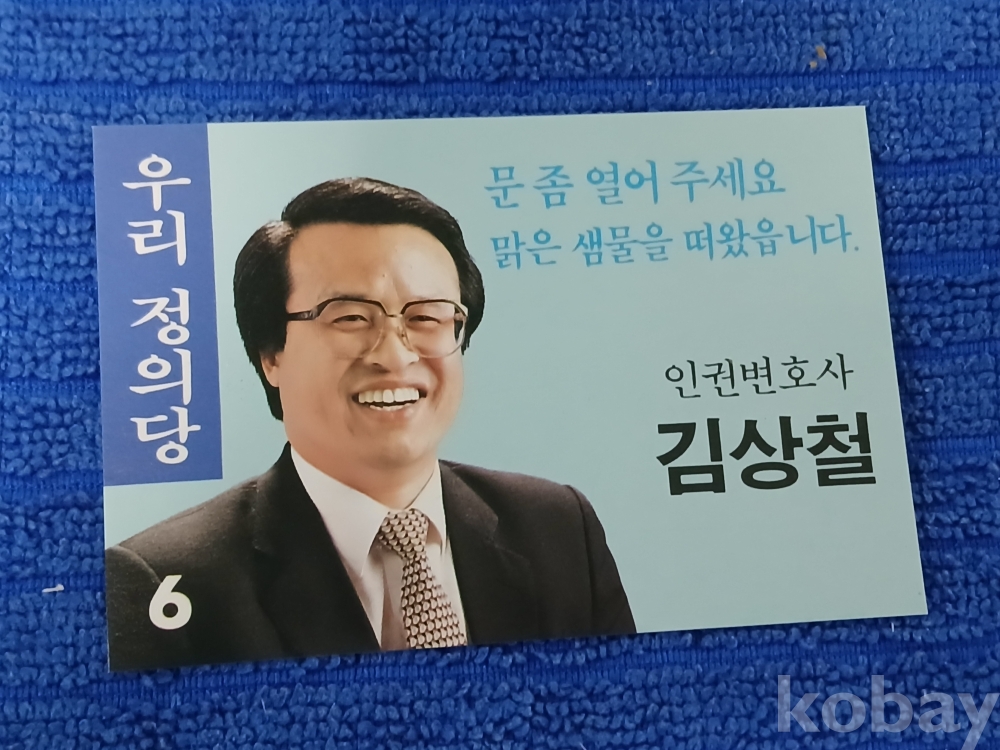 우리 정의당
문 좀 열어 주세요
맑은 샘물을 떠왔읍니다.
인권변호사
김상철
6
kobay